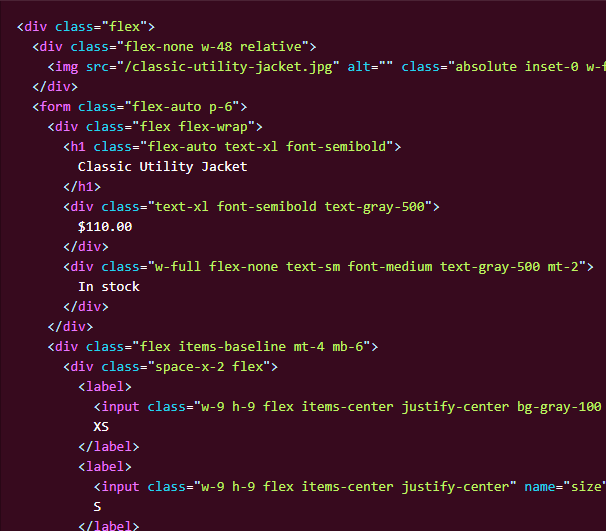 <div class="flex">
<div class="flex-none w-48 relative">
<img src="/classic-utility-jacket.jpg" alt="" class="absolute inset-0 w-f
</div>
<form class="flex-auto p-6">
<div class="flex flex-wrap">
<h1 class="flex-auto text-xl font-semibold">
Classic Utility Jacket
</h1>
<div class="text-xl font-semibold text-gray-500">
$110.00
</div>
<div class="w-full flex-none text-sm font-medium text-gray-500 mt-2">
In stock
</div>
</div>
<div class="flex items-baseline mt-4 mb-6">
<div class="space-x-2 flex">
<label>
<input class="w-9 h-9 flex items-center justify-center bg-gray-100
XS
</label>
<label>
<input class="w-9 h-9 flex items-center justify-center" name="size"
S
</label>